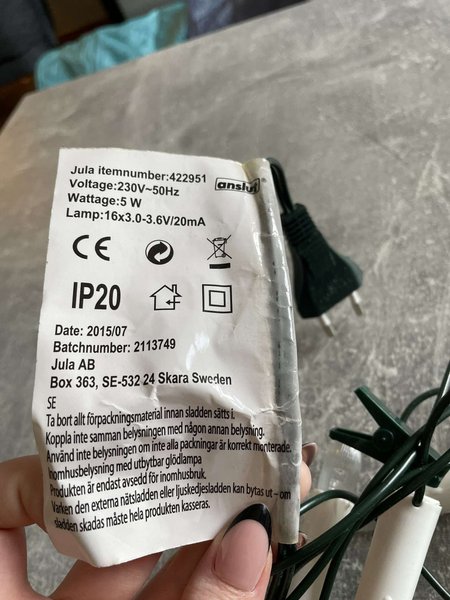 Jula itemnumber:422951
Voltage:230V~50Hz
Wattage:5 W
Lamp:16x3.0-3.6V/20mA
anslut®
CE
IP20
Date: 2015/07
Batchnumber: 2113749
Jula AB
Box 363, SE-532 24 Skara Sweden
SE
Ta bort allt förpackningsmaterial innan sladden sätts i.
Koppla inte samman belysningen med någon annan belysning.
Använd inte belysningen om inte alla packningar är korrekt monterade.
Inomhusbelysning med utbytbar glödlampa
Produkten är endast avsedd för inomhusbruk.
Varken den externa nätsladden eller ljuskedjesladden kan bytas ut – om
sladden skadas måste hela produkten kasseras.